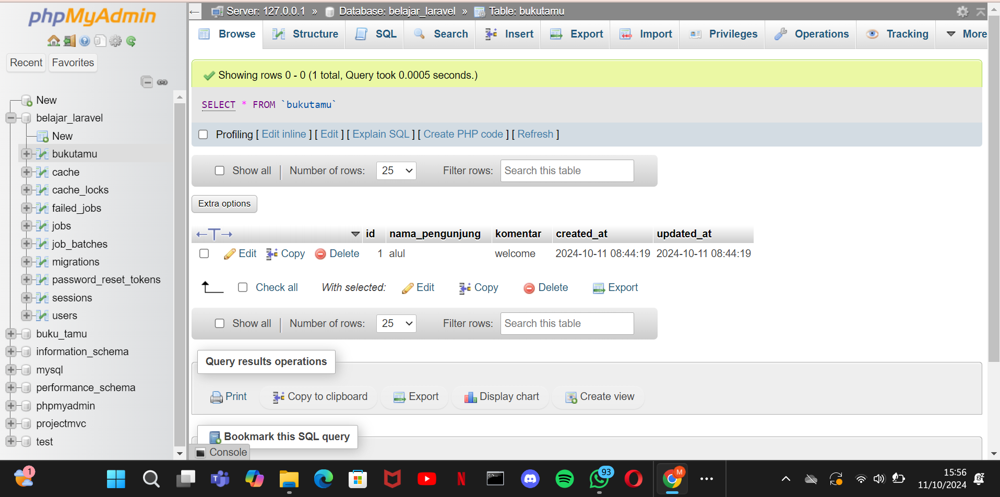 phpMyAdmin
Recent Favorites
New
belajar_laravel
New
bukutamu
cache
cache_locks
failed_jobs
jobs
job_batches
migrations
password_reset_tokens
sessions
users
buku_tamu
information_schema
mysql
performance_schema
phpmyadmin
projectmvc
test
Server: 127.0.0.1 » Database: belajar_laravel » Table: bukutamu
Browse Structure SQL Search Insert Export Import Privileges Operations Tracking More
Showing rows 0 - 0 (1 total, Query took 0.0005 seconds.)
SELECT * FROM `bukutamu`
Profiling [ Edit inline ] [ Edit ] [ Explain SQL ] [ Create PHP code ] [ Refresh ]
Show all | Number of rows: 25 Filter rows: Search this table
Extra options
←T→ id nama_pengunjung komentar created_at updated_at
Edit Copy Delete 1 alul welcome 2024-10-11 08:44:19 2024-10-11 08:44:19
Check all With selected: Edit Copy Delete Export
Show all | Number of rows: 25 Filter rows: Search this table
Query results operations
Print Copy to clipboard Export Display chart Create view
Bookmark this SQL query
Console
1
93
M
15:56
11/10/2024